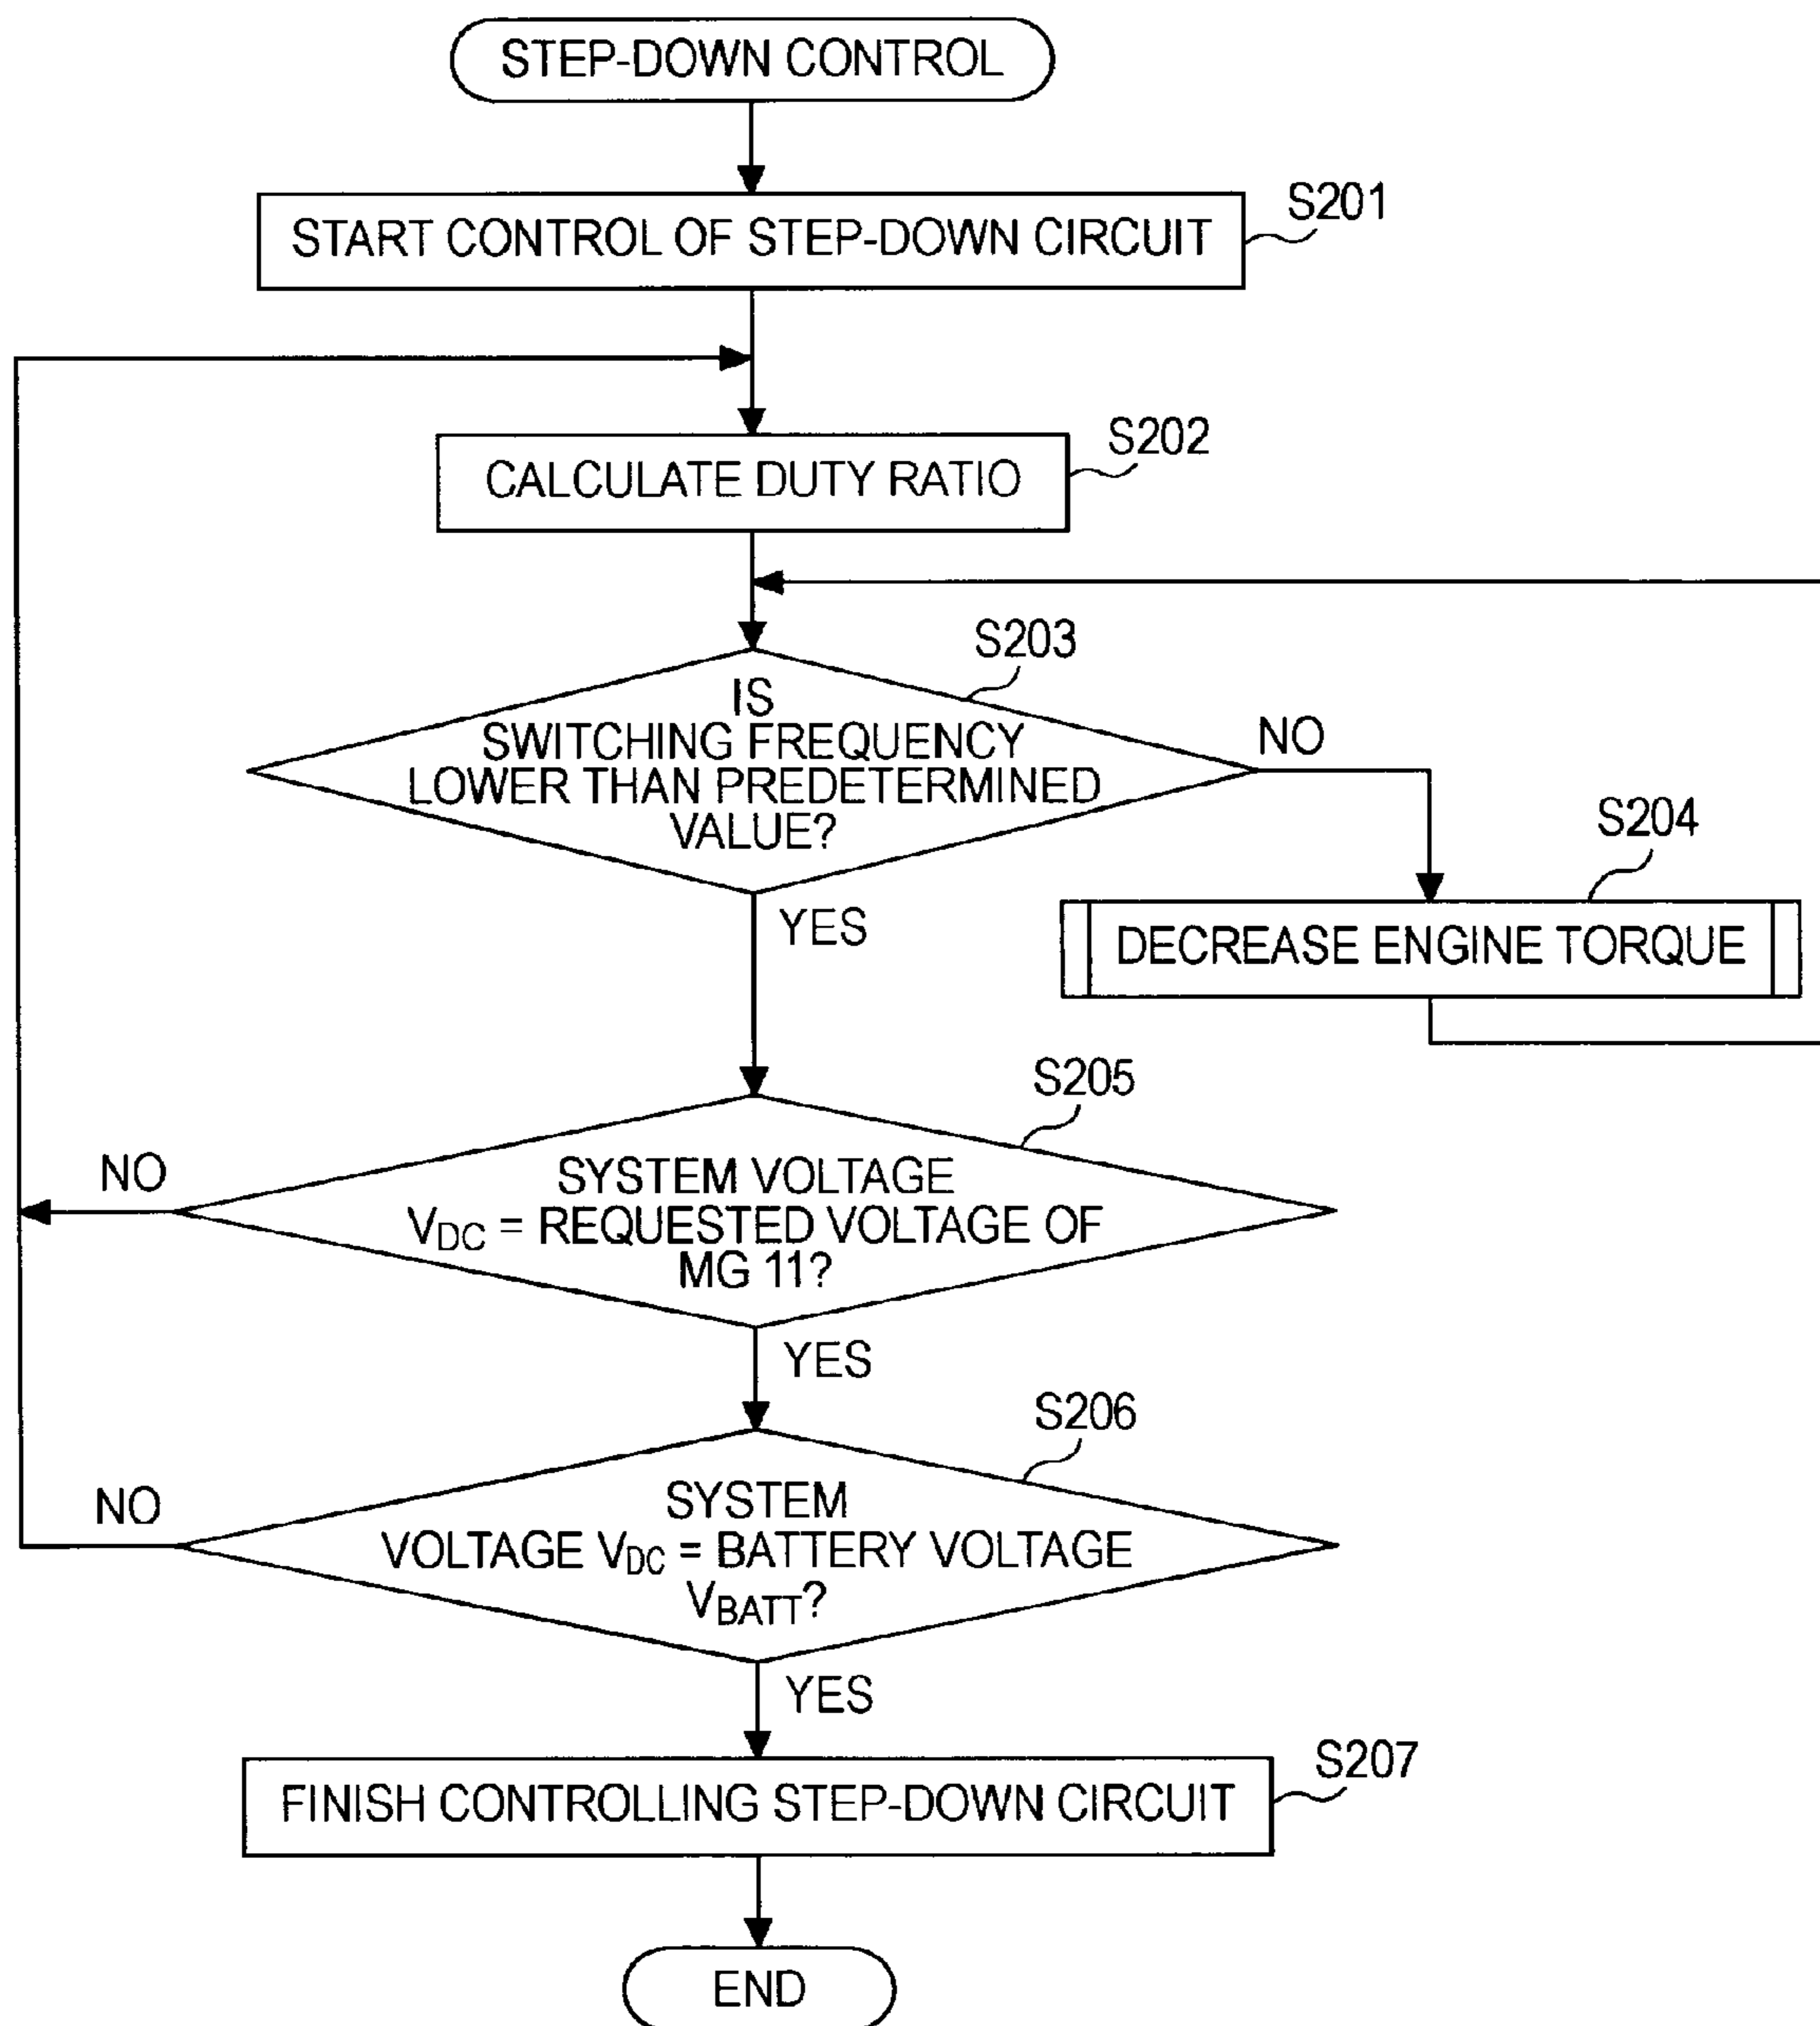 STEP-DOWN CONTROL
START CONTROL OF STEP-DOWN CIRCUIT
S201
CALCULATE DUTY RATIO
S202
S203
IS
SWITCHING FREQUENCY
LOWER THAN PREDETERMINED
VALUE?
NO
YES
S204
DECREASE ENGINE TORQUE
S205
SYSTEM VOLTAGE
VDC = REQUESTED VOLTAGE OF
MG 11?
NO
YES
S206
SYSTEM
VOLTAGE VDC = BATTERY VOLTAGE
VBATT?
NO
YES
S207
FINISH CONTROLLING STEP-DOWN CIRCUIT
END